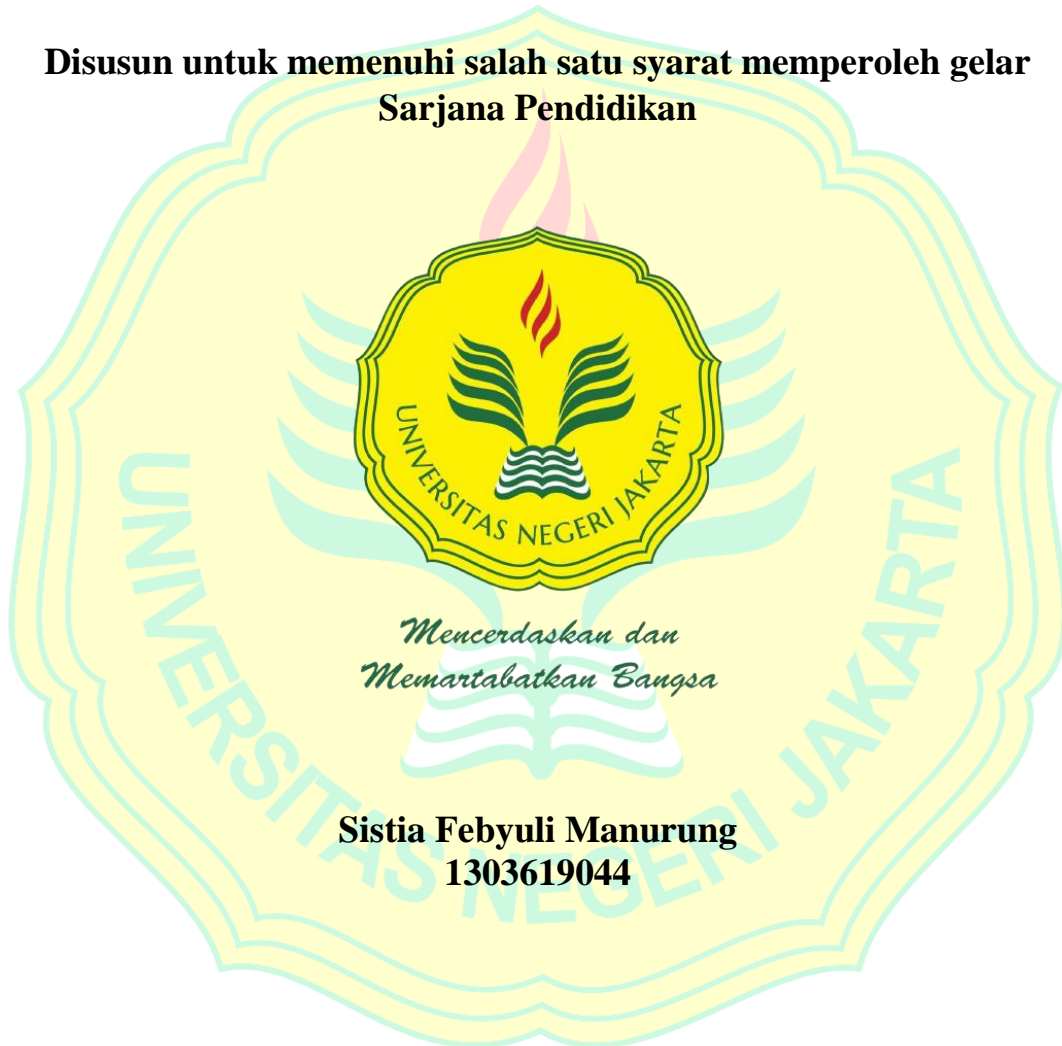 Disusun untuk memenuhi salah satu syarat memperoleh gelar
Sarjana Pendidikan
UNIVERSITAS NEGERI JAKARTA
Mencerdaskan dan
Memartabatkan Bangsa
Sistia Febyuli Manurung
1303619044
UNIVERSITAS NEGERI JAKARTA